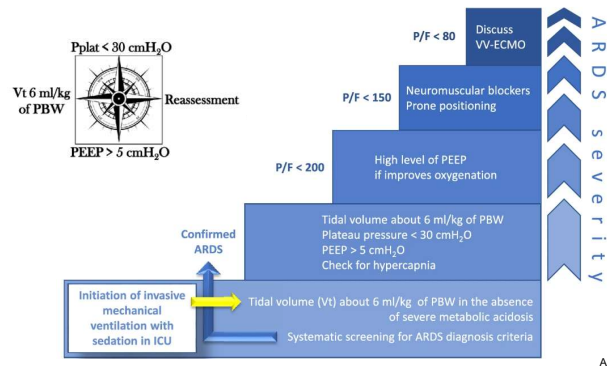 Pplat < 30 cmH₂O
Vt 6 ml/kg
of PBW
Reassessment
PEEP > 5 cmH₂O
P/F < 80
Discuss
VV-ECMO
P/F < 150
Neuromuscular blockers
Prone positioning
P/F < 200
High level of PEEP
if improves oxygenation
Confirmed
ARDS
Tidal volume about 6 ml/kg of PBW
Plateau pressure < 30 cmH₂O
PEEP > 5 cmH₂O
Check for hypercapnia
Initiation of invasive
mechanical
ventilation with
sedation in ICU
Tidal volume (Vt) about 6 ml/kg of PBW in the absence
of severe metabolic acidosis
Systematic screening for ARDS diagnosis criteria
ARDS severity
A